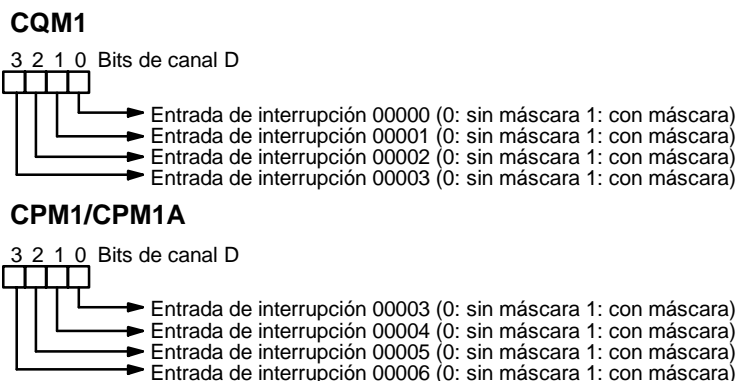 CQM1
3 2 1 0 Bits de canal D
Entrada de interrupción 00000 (0: sin máscara 1: con máscara)
Entrada de interrupción 00001 (0: sin máscara 1: con máscara)
Entrada de interrupción 00002 (0: sin máscara 1: con máscara)
Entrada de interrupción 00003 (0: sin máscara 1: con máscara)
CPM1/CPM1A
3 2 1 0 Bits de canal D
Entrada de interrupción 00003 (0: sin máscara 1: con máscara)
Entrada de interrupción 00004 (0: sin máscara 1: con máscara)
Entrada de interrupción 00005 (0: sin máscara 1: con máscara)
Entrada de interrupción 00006 (0: sin máscara 1: con máscara)